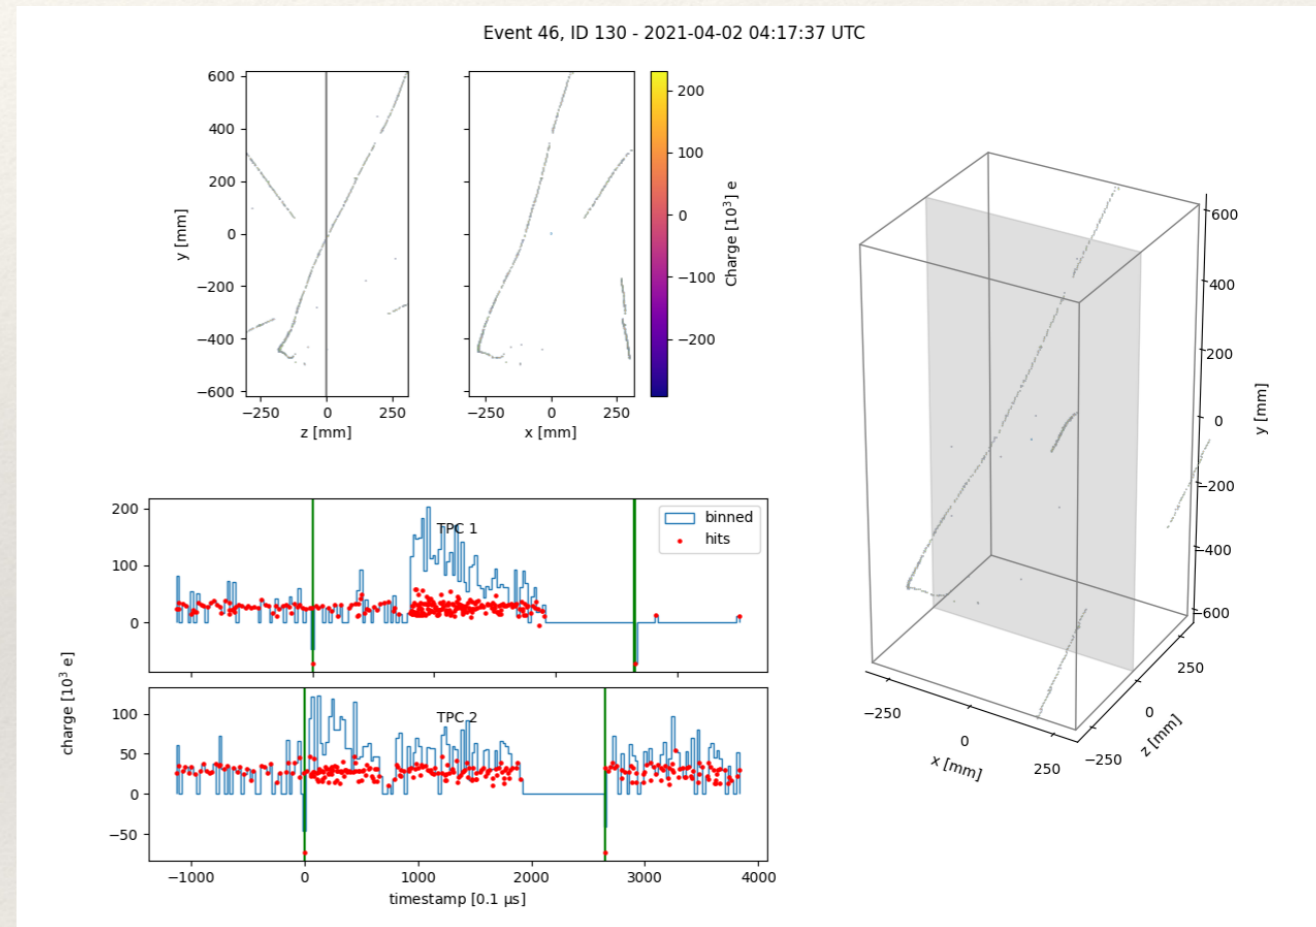 Event 46, ID 130 - 2021-04-02 04:17:37 UTC
600
400
200
0
−200
−400
−600
y [mm]
−250 0 250
z [mm]
−250 0 250
x [mm]
200
100
0
−100
−200
Charge [10³] e
600
400
200
0
−200
−400
−600
y [mm]
−250
0
250
x [mm]
−250
0
250
z [mm]
200
100
0
TPC 1
binned
hits
charge [10³ e]
100
50
0
−50
TPC 2
−1000 0 1000 2000 3000 4000
timestamp [0.1 µs]